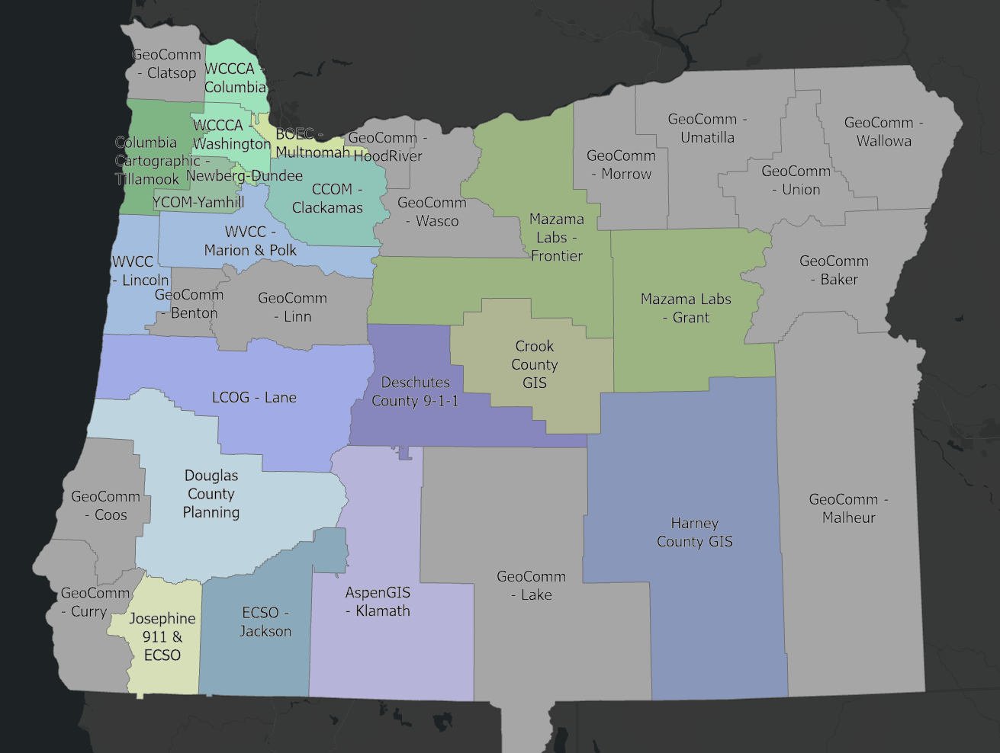 GeoComm
- Clatsop
WCCCA -
Columbia
WCCCA -
Washington
BOEC -
Multnomah
GeoComm -
HoodRiver
Columbia
Cartographic -
Tillamook
Newberg-Dundee
YCOM-Yamhill
CCOM -
Clackamas
GeoComm
- Wasco
Mazama
Labs -
Frontier
GeoComm
- Morrow
GeoComm -
Umatilla
GeoComm
- Union
GeoComm -
Wallowa
WVCC -
Marion & Polk
WVCC
- Lincoln
GeoComm
- Benton
GeoComm
- Linn
Mazama Labs
- Grant
GeoComm
- Baker
LCOG - Lane
Deschutes
County 9-1-1
Crook
County
GIS
Douglas
County
Planning
GeoComm
- Coos
GeoComm
- Curry
Josephine
911 &
ECSO
ECSO -
Jackson
AspenGIS
- Klamath
GeoComm
- Lake
Harney
County GIS
GeoComm -
Malheur